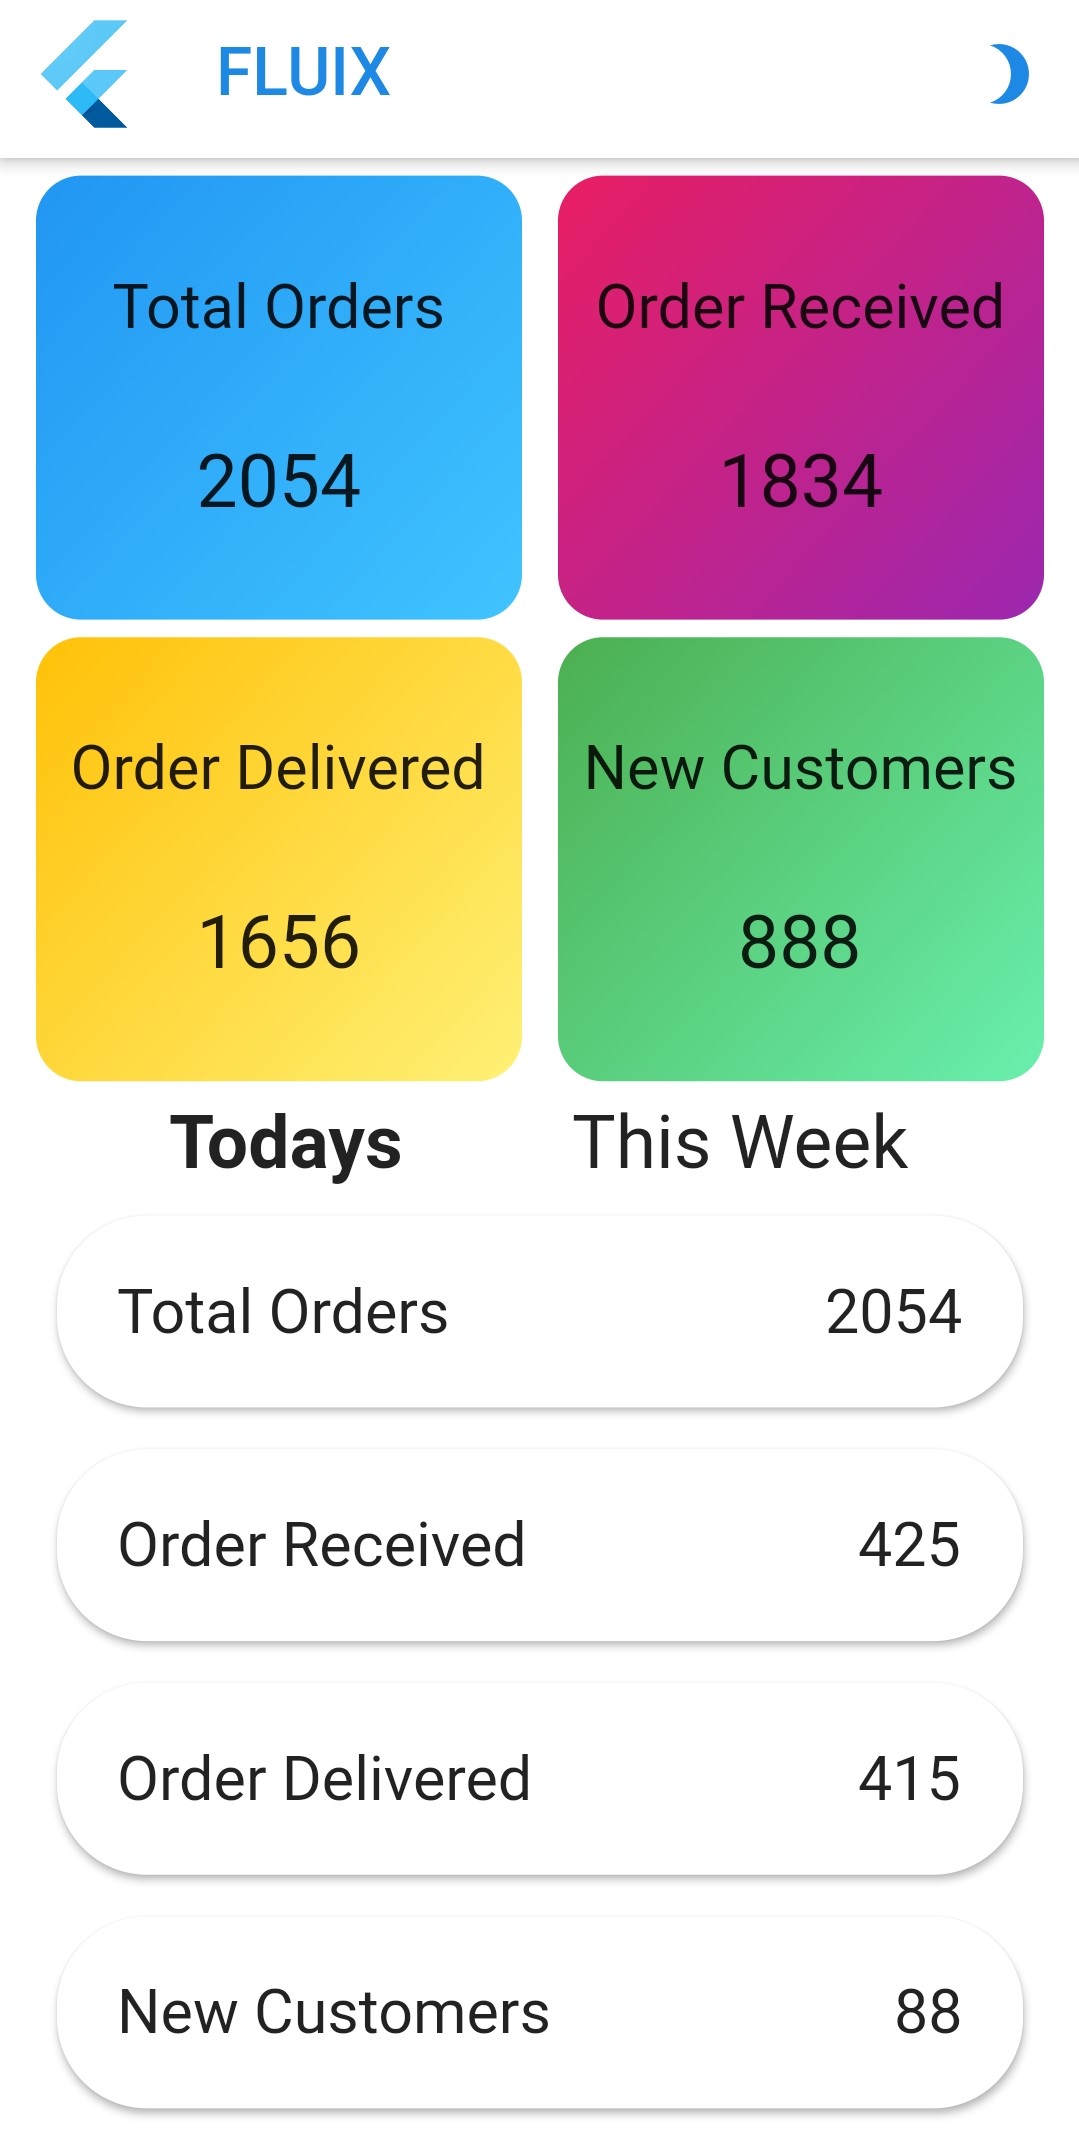 FLUIX
Total Orders
2054
Order Received
1834
Order Delivered
1656
New Customers
888
Todays
This Week
Total Orders 2054
Order Received 425
Order Delivered 415
New Customers 88